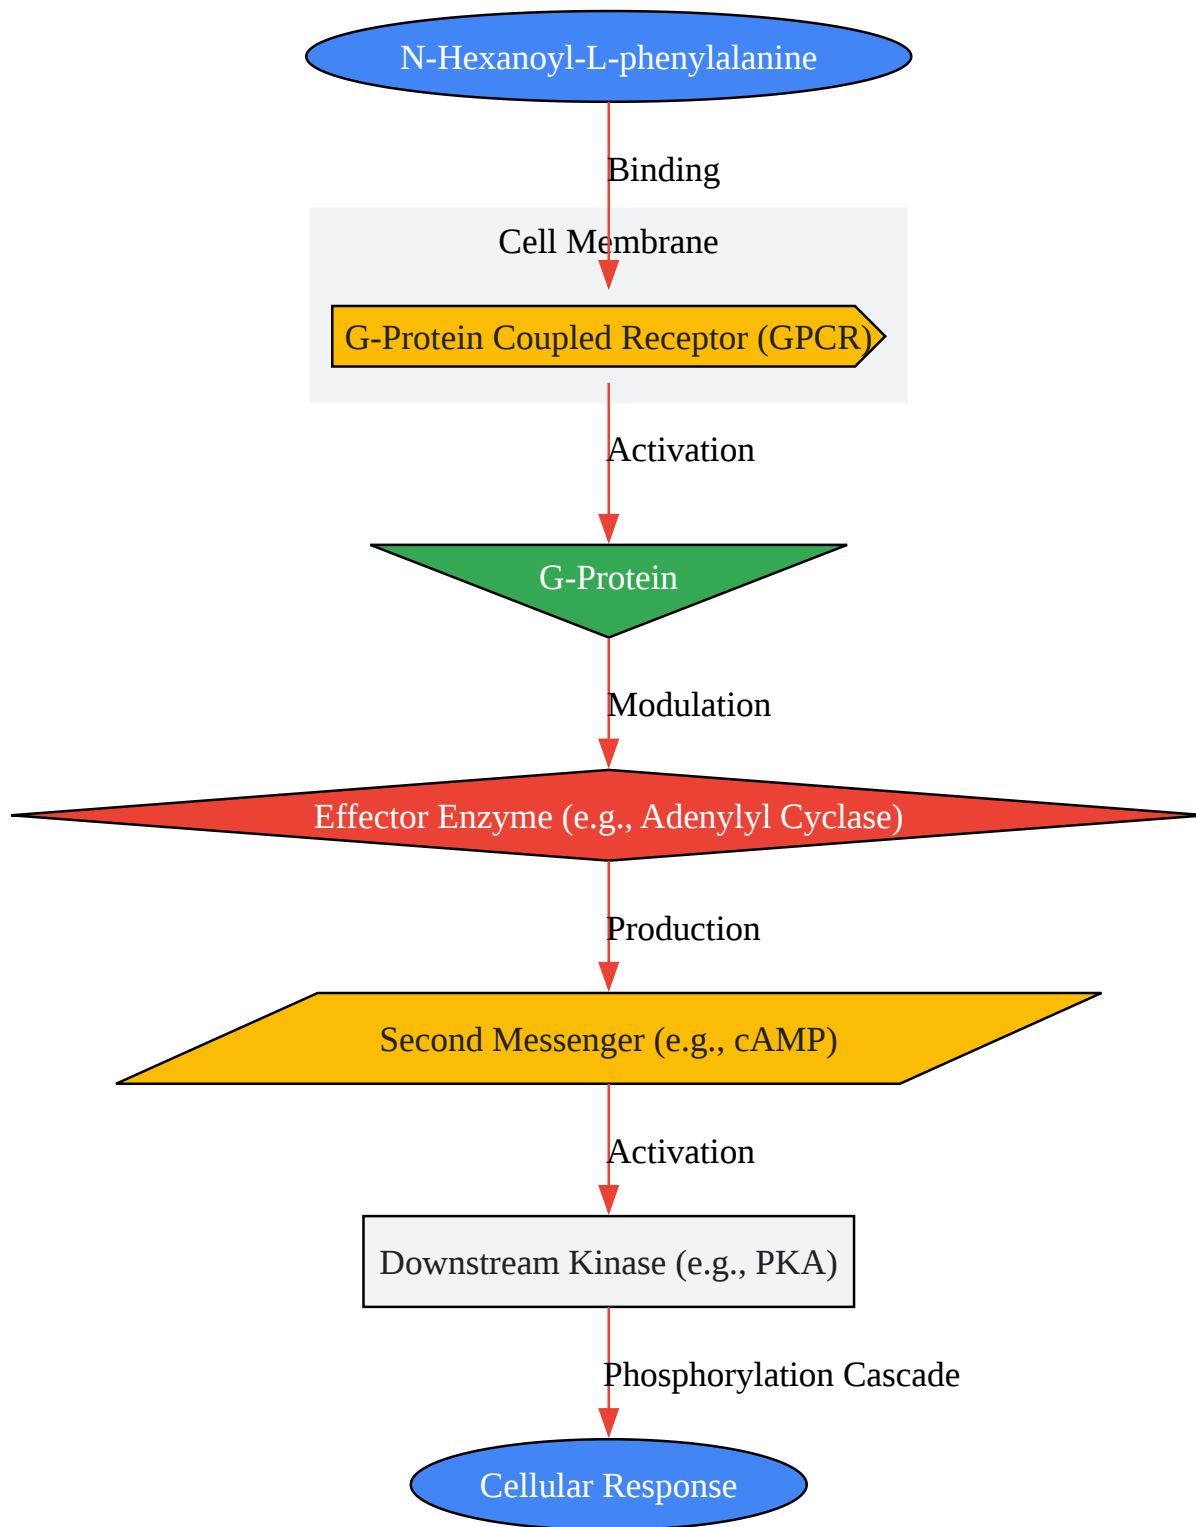 N-Hexanoyl-L-phenylalanine
Binding
Cell Membrane
G-Protein Coupled Receptor (GPCR)
Activation
G-Protein
Modulation
Effector Enzyme (e.g., Adenylyl Cyclase)
Production
Second Messenger (e.g., cAMP)
Activation
Downstream Kinase (e.g., PKA)
Phosphorylation Cascade
Cellular Response